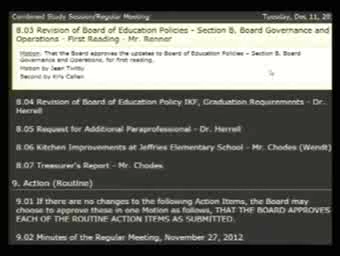 Combined Study Session/Regular Meeting Tuesday, Dec 11, 20
8.03 Revision of Board of Education Policies - Section B, Board Governance and
Operations - First Reading - Mr. Renner
Motion: That the Board approves the updates to Board of Education Policies - Section B, Board
Governance and Operations, for first reading.
Motion by Jean Twitty
Second by Kris Callen
8.04 Revision of Board of Education Policy IKF, Graduation Requirements - Dr.
Herrell
8.05 Request for Additional Paraprofessional - Dr. Herrell
8.06 Kitchen Improvements at Jeffries Elementary School - Mr. Chodes (Wendt)
8.07 Treasurer's Report - Mr. Chodes
9. Action (Routine)
9.01 If there are no changes to the following Action Items, the Board may
choose to approve these in one Motion as follows, THAT THE BOARD APPROVES
EACH OF THE ROUTINE ACTION ITEMS AS SUBMITTED.
9.02 Minutes of the Regular Meeting, November 27, 2012